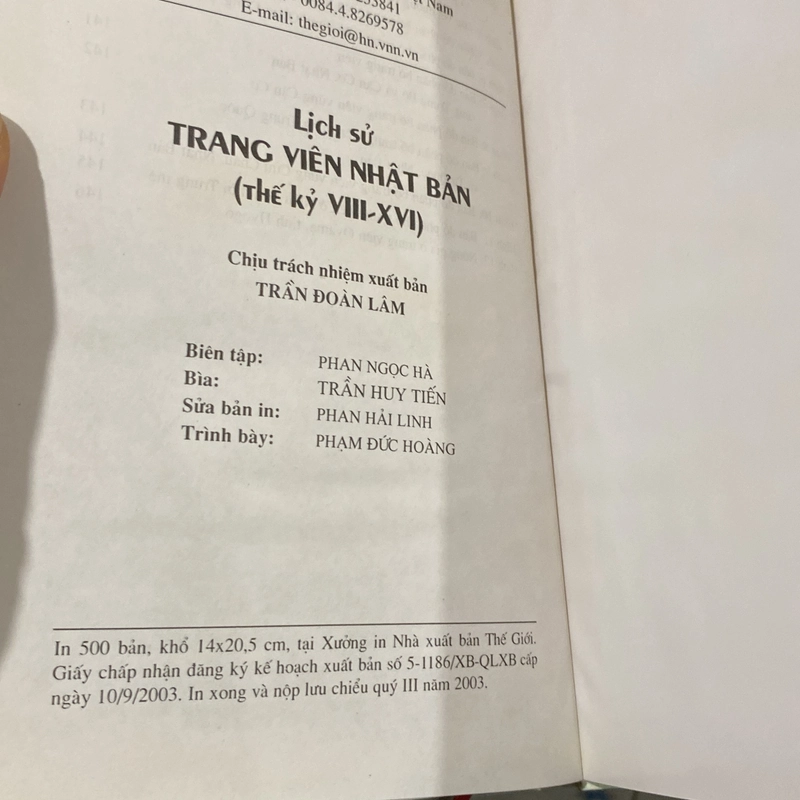 Nam
0084.4.8269578
E-mail: thegioi@hn.vnn.vn
Lịch sử
TRANG VIÊN NHẬT BẢN
(THẾ Kỷ VIII-XVI)
Chịu trách nhiệm xuất bản
TRẦN ĐOÀN LÂM
Biên tập: PHAN NGỌC HÀ
Bìa: TRẦN HUY TIẾN
Sửa bản in: PHAN HẢI LINH
Trình bày: PHẠM ĐỨC HOÀNG
In 500 bản, khổ 14x20,5 cm, tại Xưởng in Nhà xuất bản Thế Giới.
Giấy chấp nhận đăng ký kế hoạch xuất bản số 5-1186/XB-QLXB cấp
ngày 10/9/2003. In xong và nộp lưu chiểu quý III năm 2003.